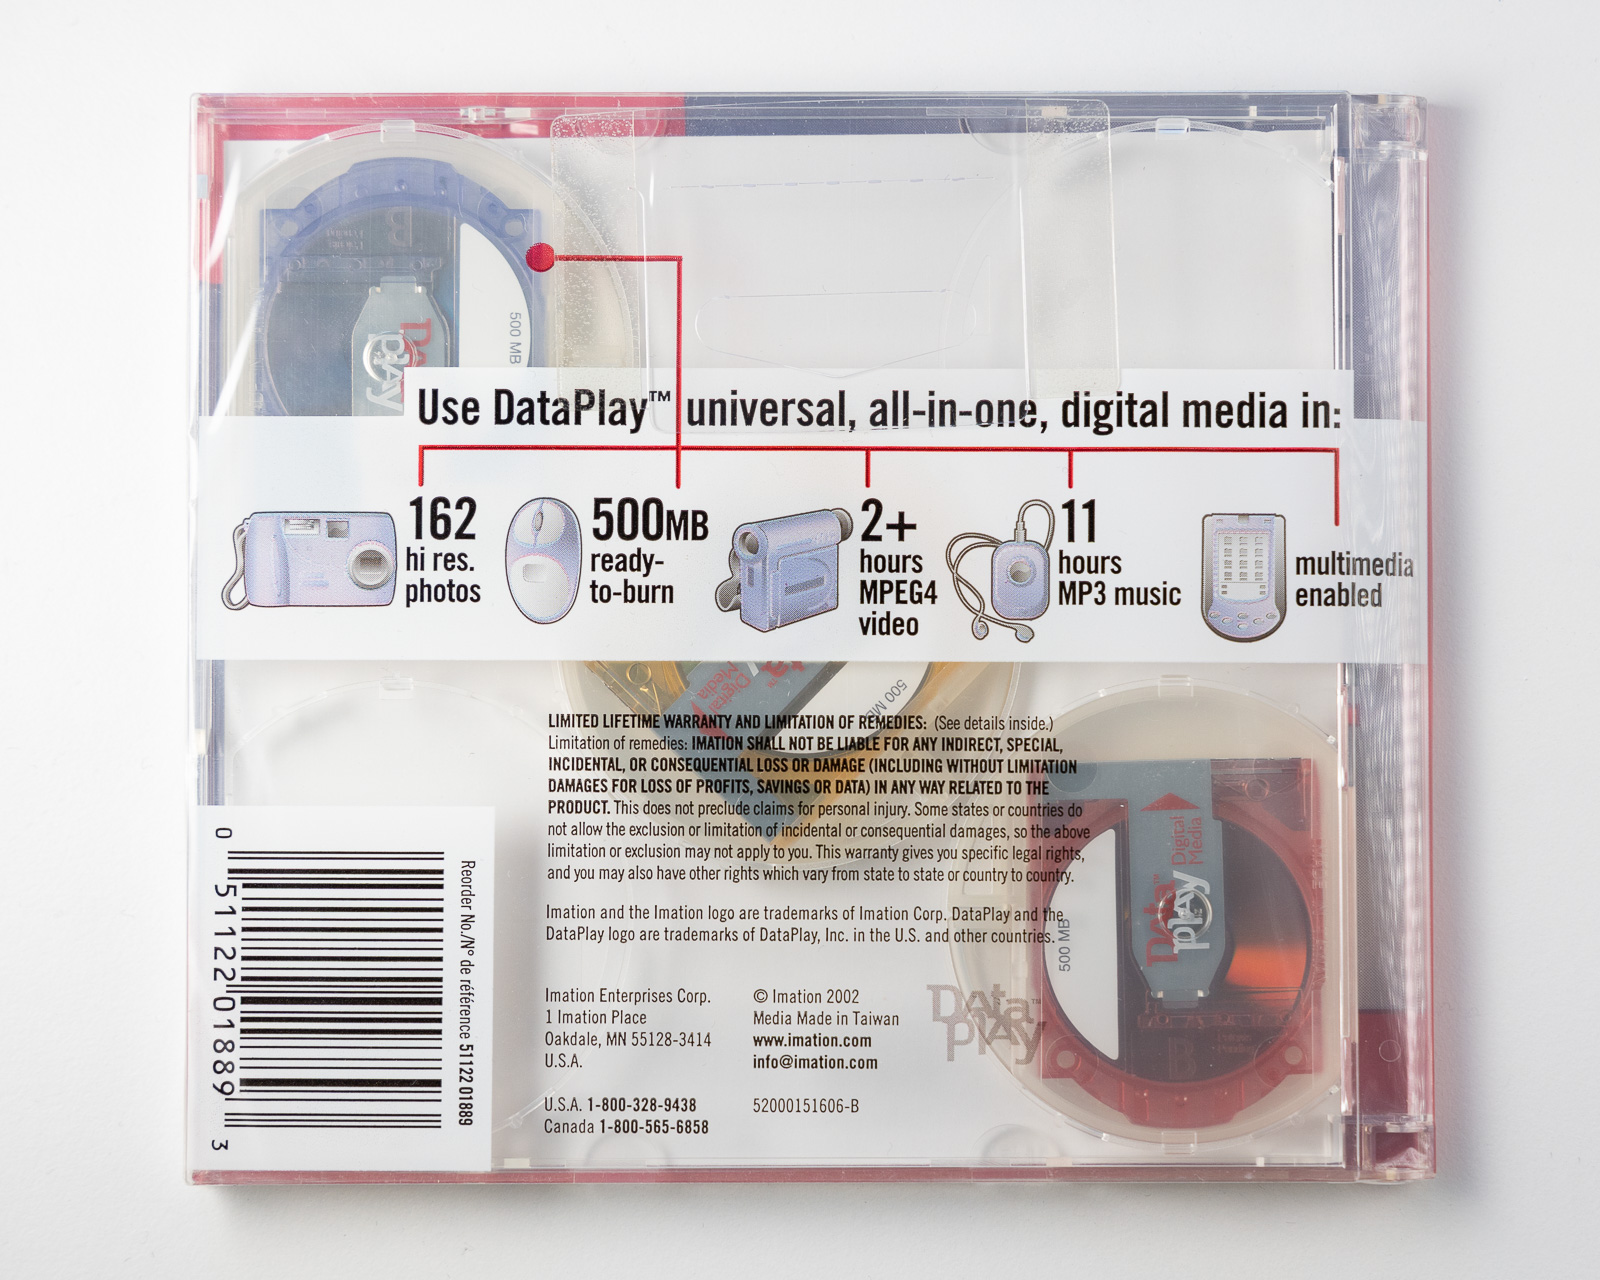 500 MB
Data
play
Use DataPlay™ universal, all-in-one, digital media in:
162
hi res.
photos
500MB
ready-
to-burn
2+
hours
MPEG4
video
11
hours
MP3 music
multimedia
enabled
Digital
Media
500 MB
LIMITED LIFETIME WARRANTY AND LIMITATION OF REMEDIES: (See details inside.)
Limitation of remedies: IMATION SHALL NOT BE LIABLE FOR ANY INDIRECT, SPECIAL,
INCIDENTAL, OR CONSEQUENTIAL LOSS OR DAMAGE (INCLUDING WITHOUT LIMITATION
DAMAGES FOR LOSS OF PROFITS, SAVINGS OR DATA) IN ANY WAY RELATED TO THE
PRODUCT. This does not preclude claims for personal injury. Some states or countries do
not allow the exclusion or limitation of incidental or consequential damages, so the above
limitation or exclusion may not apply to you. This warranty gives you specific legal rights,
and you may also have other rights which vary from state to state or country to country.
Imation and the Imation logo are trademarks of Imation Corp. DataPlay and the
DataPlay logo are trademarks of DataPlay, Inc. in the U.S. and other countries.
Imation Enterprises Corp.
1 Imation Place
Oakdale, MN 55128-3414
U.S.A.
U.S.A. 1-800-328-9438
Canada 1-800-565-6858
© Imation 2002
Media Made in Taiwan
www.imation.com
info@imation.com
52000151606-B
Data™
play
Data™
play
Digital
Media
500 MB
B
Reorder No./N° de référence 51122 01889
0 51122 01889 3